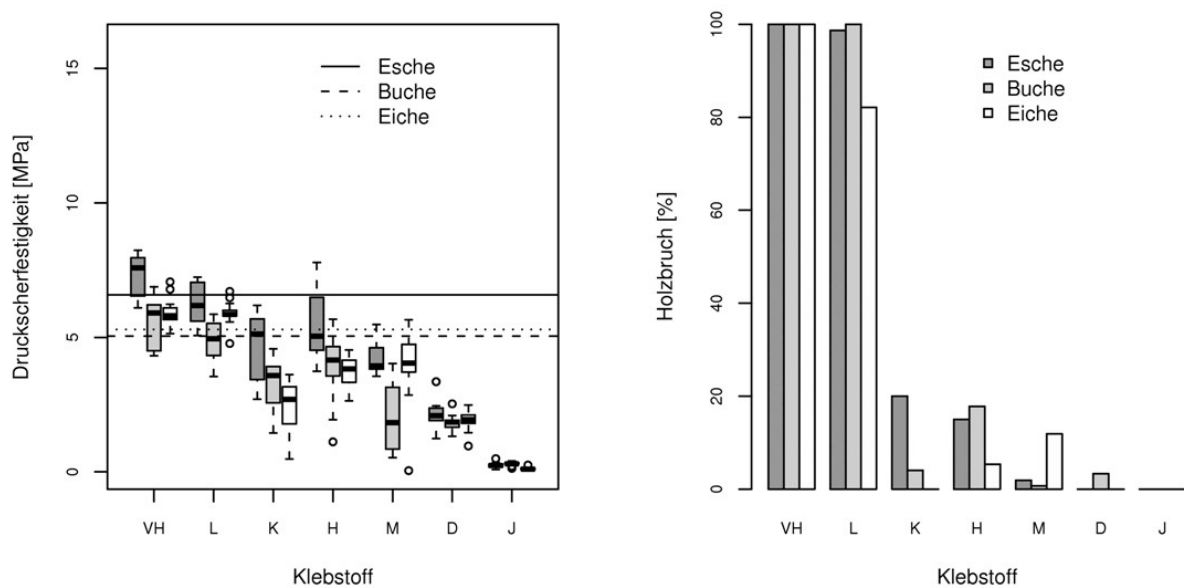 Druckscherfestigkeit [MPa]
15
10
5
0
Esche
Buche
Eiche
VH L K H M D J
Klebstoff
Holzbruch [%]
100
80
60
40
20
0
Esche
Buche
Eiche
VH L K H M D J
Klebstoff